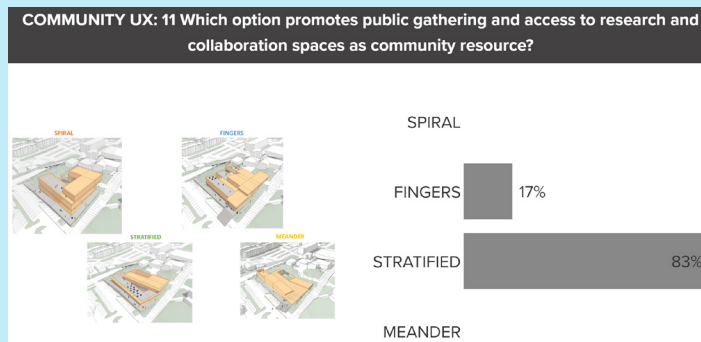 COMMUNITY UX: 11 Which option promotes public gathering and access to research and
collaboration spaces as community resource?
SPIRAL
FINGERS
STRATIFIED
MEANDER
SPIRAL
FINGERS 17%
STRATIFIED 83%
MEANDER